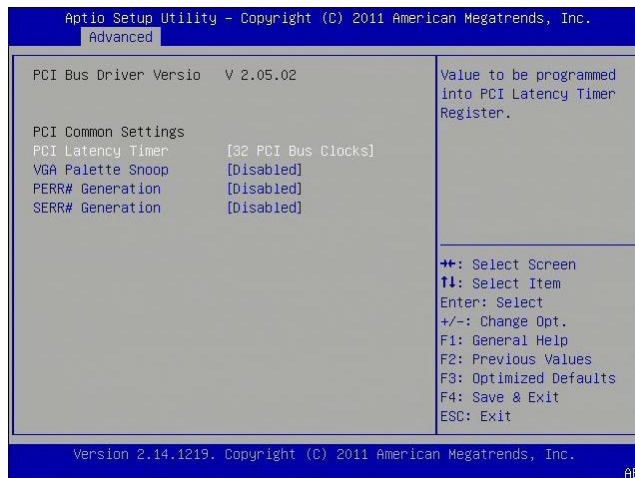 Aptio Setup Utility – Copyright (C) 2011 American Megatrends, Inc.
Advanced
PCI Bus Driver Versio V 2.05.02
PCI Common Settings
PCI Latency Timer [32 PCI Bus Clocks]
VGA Palette Snoop [Disabled]
PERR# Generation [Disabled]
SERR# Generation [Disabled]
Value to be programmed
into PCI Latency Timer
Register.
→←: Select Screen
↑↓: Select Item
Enter: Select
+/-: Change Opt.
F1: General Help
F2: Previous Values
F3: Optimized Defaults
F4: Save & Exit
ESC: Exit
Version 2.14.1219. Copyright (C) 2011 American Megatrends, Inc.